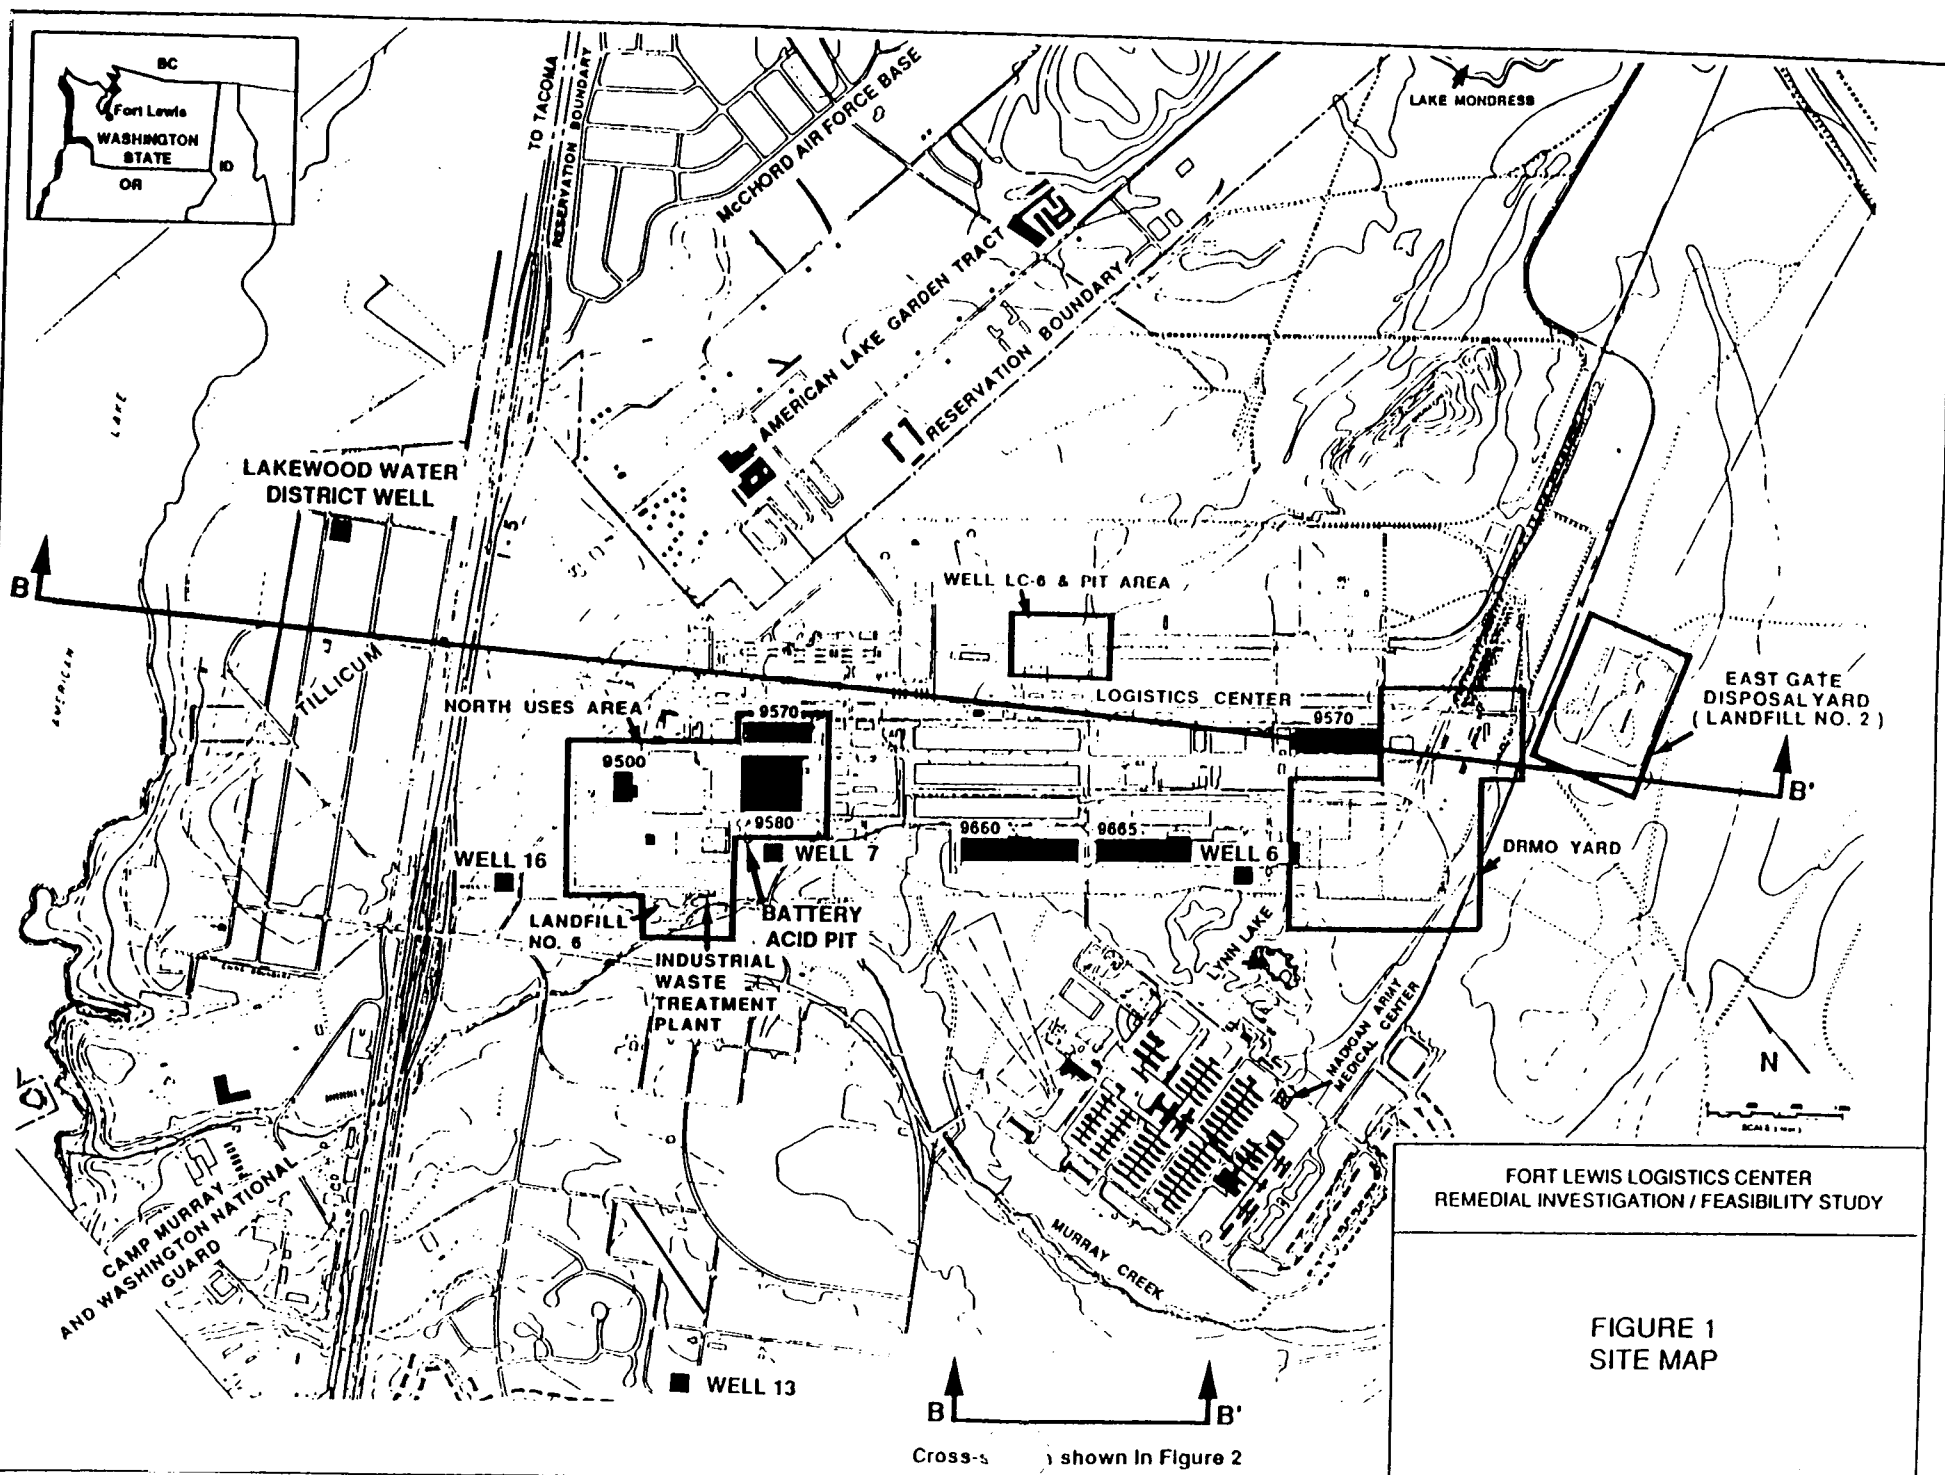 BC
Fort Lewis
WASHINGTON
STATE
ID
OR
TO TACOMA
RESERVATION BOUNDARY
McCHORD AIR FORCE BASE
LAKE MONDRESS
AMERICAN LAKE GARDEN TRACT
RESERVATION BOUNDARY
LAKE
AMERICAN
LAKEWOOD WATER
DISTRICT WELL
I-5
B
TILLICUM
WELL LC-6 & PIT AREA
NORTH USES AREA
LOGISTICS CENTER
9570
9570
EAST GATE
DISPOSAL YARD
( LANDFILL NO. 2 )
B'
9500
9580
9660
9665
WELL 16
WELL 7
WELL 6
DRMO YARD
LANDFILL
NO. 6
BATTERY
ACID PIT
INDUSTRIAL
WASTE
TREATMENT
PLANT
LYNN LAKE
MADIGAN ARMY
MEDICAL CENTER
N
CAMP MURRAY
AND WASHINGTON NATIONAL
GUARD
MURRAY CREEK
WELL 13
B
B'
shown In Figure 2
FORT LEWIS LOGISTICS CENTER
REMEDIAL INVESTIGATION / FEASIBILITY STUDY
FIGURE 1
SITE MAP